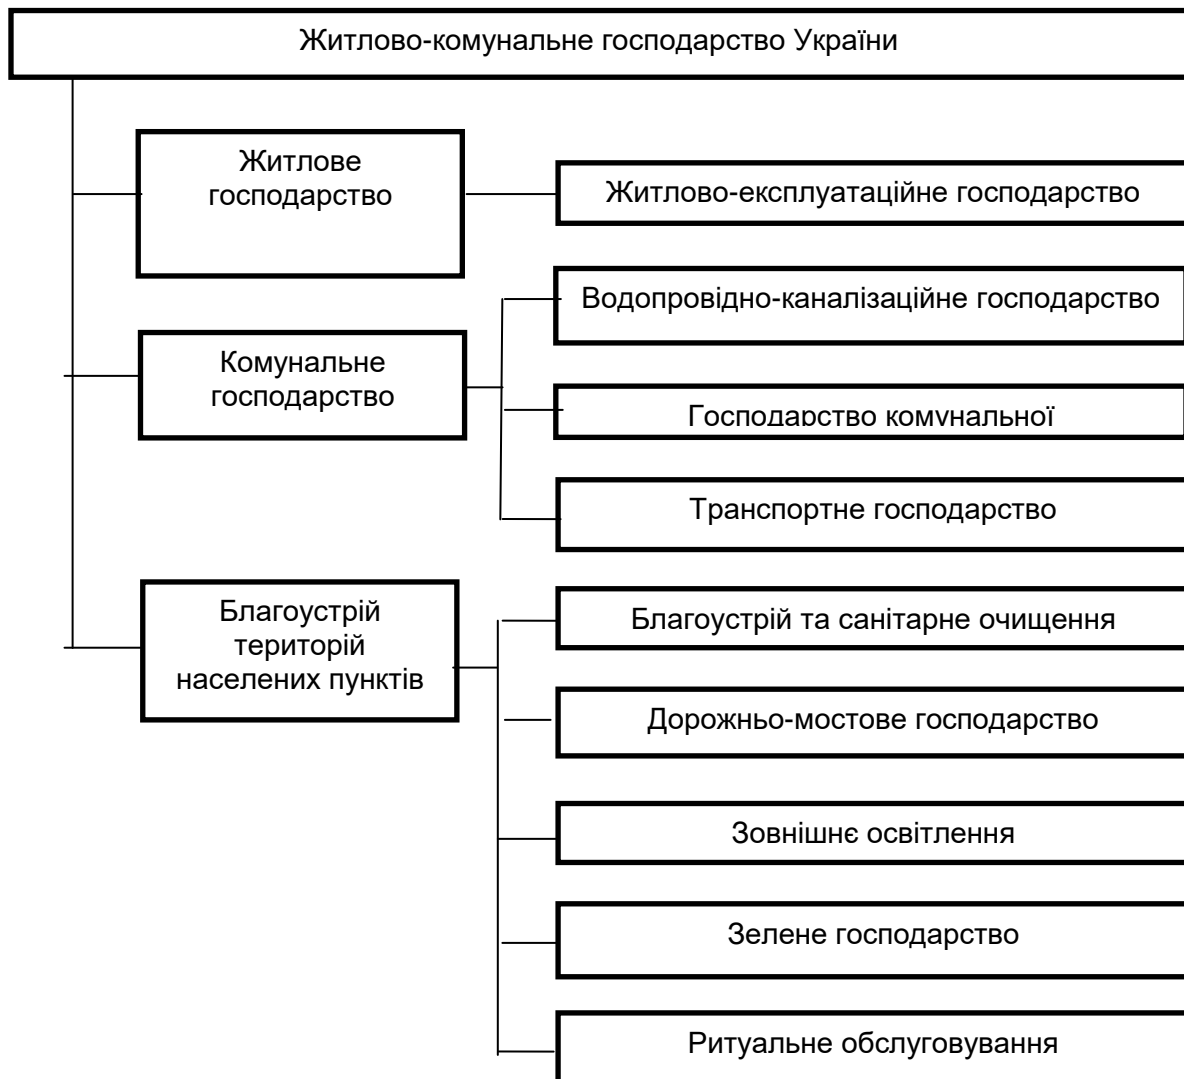 Житлово-комунальне господарство України
Житлове
господарство
Житлово-експлуатаційне господарство
Водопровідно-каналізаційне господарство
Комунальне
господарство
Господарство комунальної
Транспортне господарство
Благоустрій
територій
населених пунктів
Благоустрій та санітарне очищення
Дорожньо-мостове господарство
Зовнішнє освітлення
Зелене господарство
Ритуальне обслуговування